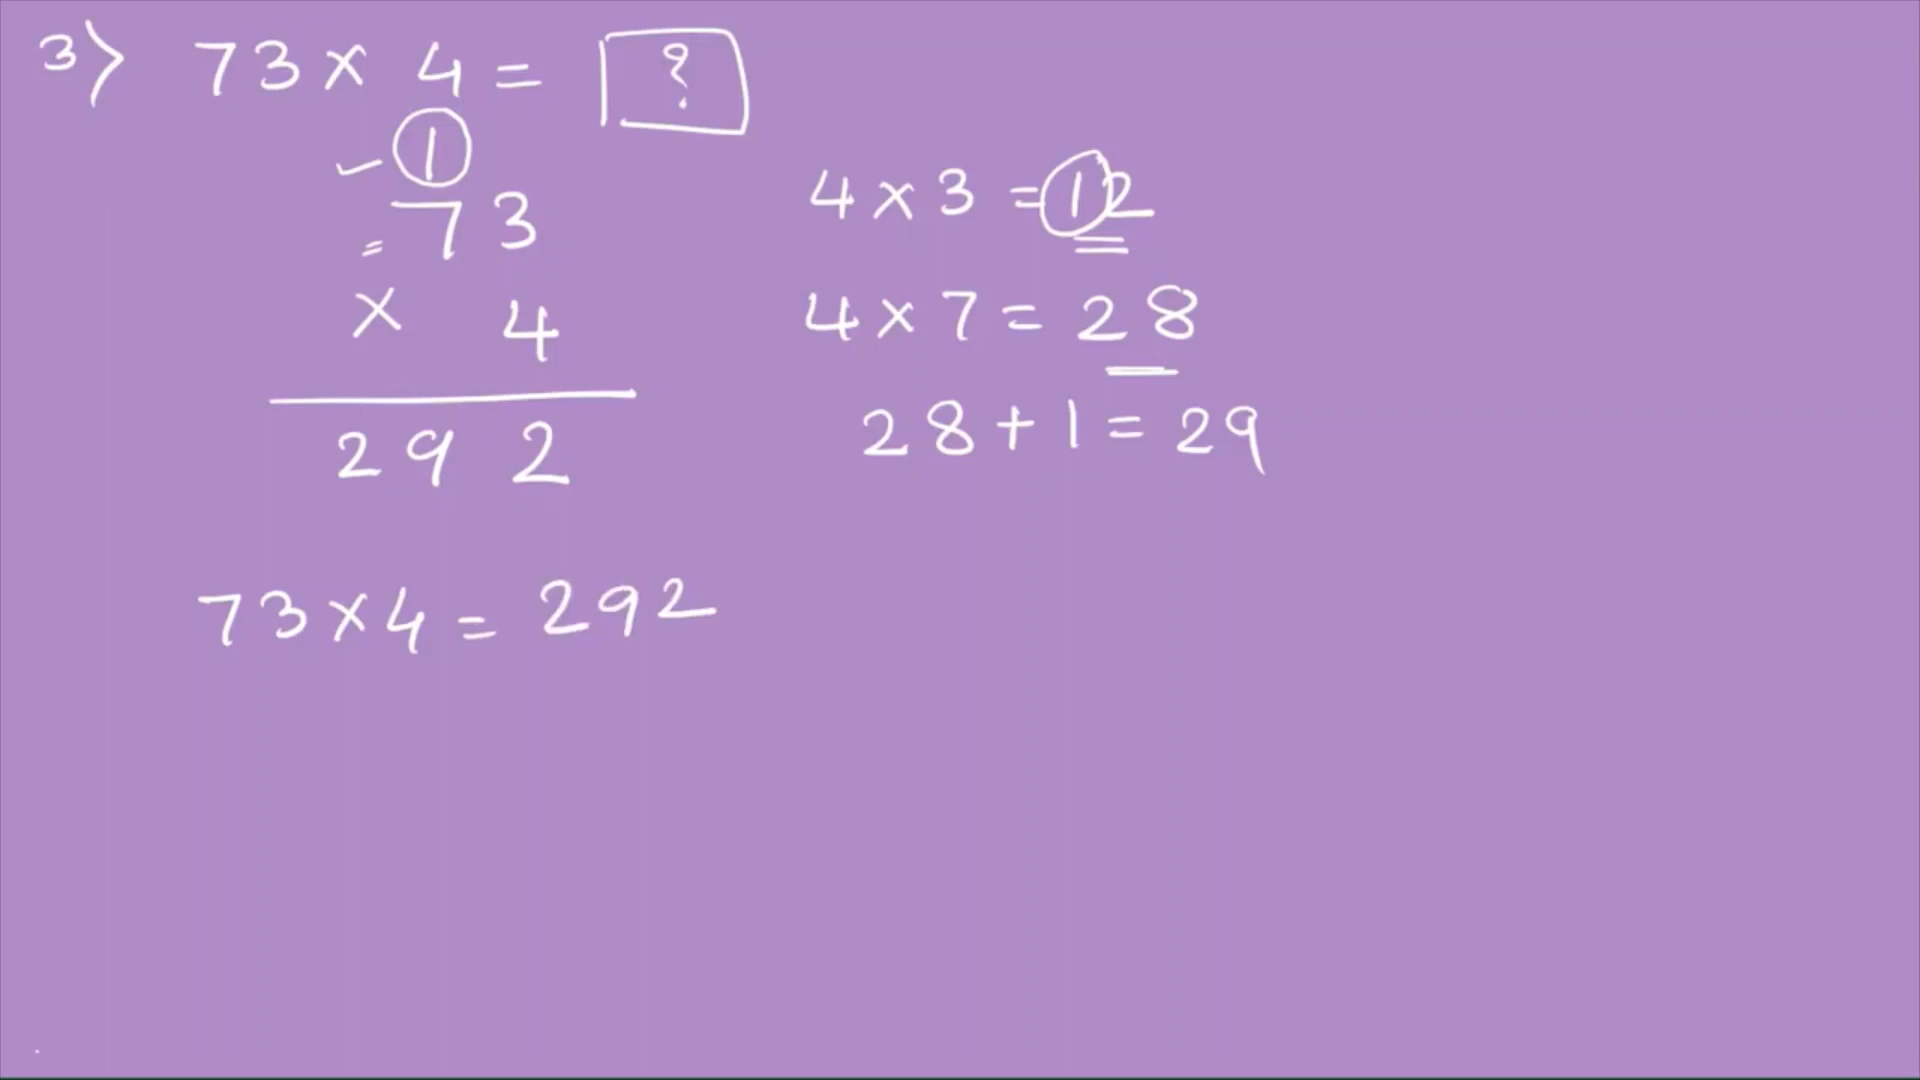 3> 73 × 4 = ?
1
73
× 4
292
4 × 3 = 12
4 × 7 = 28
28 + 1 = 29
73 × 4 = 292